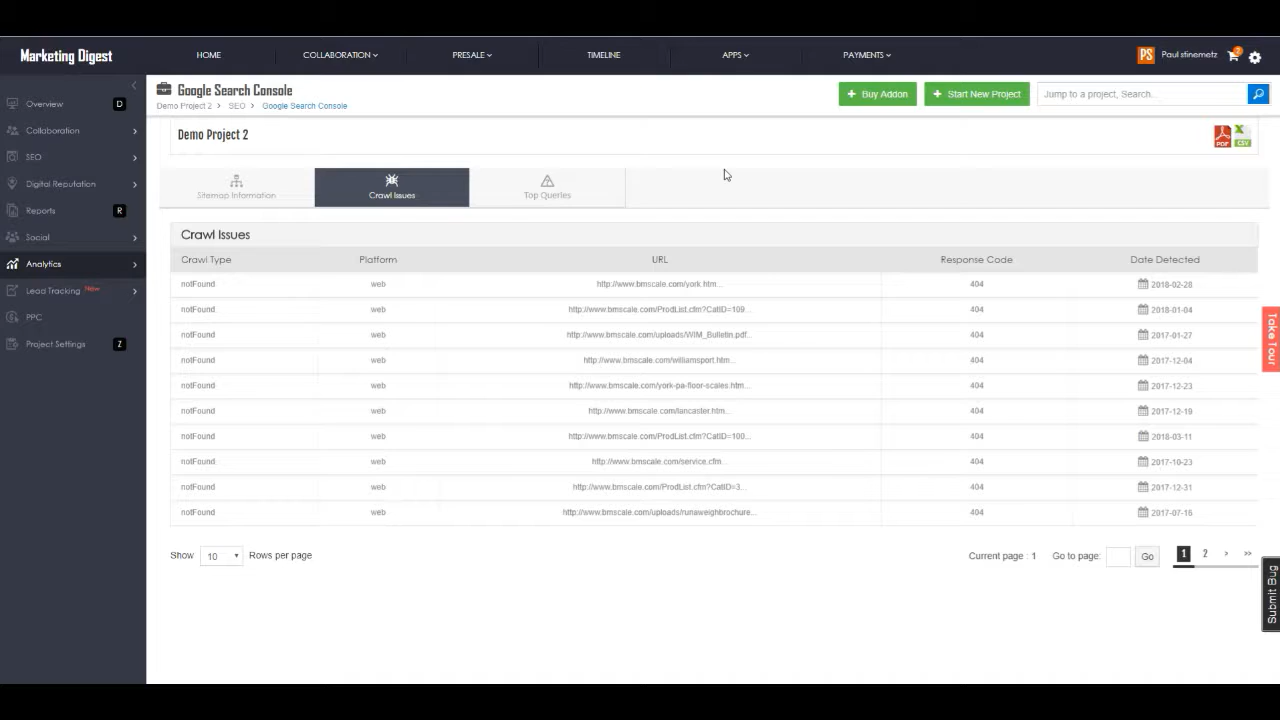 Marketing Digest HOME COLLABORATION PRESALE TIMELINE APPS PAYMENTS PS Paul stinemetz 2
Google Search Console
Demo Project 2 > SEO > Google Search Console
+ Buy Addon + Start New Project Jump to a project, Search...
Overview D
Collaboration
SEO
Digital Reputation
Reports R
Social
Analytics
Lead Tracking New
PPC
Project Settings Z
Demo Project 2
PDF CSV
Sitemap Information Crawl Issues Top Queries
Crawl Issues
Crawl Type Platform URL Response Code Date Detected
notFound web http://www.bmscale.com/york.htm... 404 2018-02-28
notFound web http://www.bmscale.com/ProdList.cfm?CatID=109... 404 2018-01-04
notFound web http://www.bmscale.com/uploads/WIM_Bulletin.pdf... 404 2017-01-27
notFound web http://www.bmscale.com/williamsport.htm... 404 2017-12-04
notFound web http://www.bmscale.com/york-pa-floor-scales.htm... 404 2017-12-23
notFound web http://www.bmscale.com/lancaster.htm... 404 2017-12-19
notFound web http://www.bmscale.com/ProdList.cfm?CatID=100... 404 2018-03-11
notFound web http://www.bmscale.com/service.cfm... 404 2017-10-23
notFound web http://www.bmscale.com/ProdList.cfm?CatID=3... 404 2017-12-31
notFound web http://www.bmscale.com/uploads/runaweighbrochure... 404 2017-07-16
Show 10 Rows per page Current page : 1 Go to page: Go 1 2 > >>
Take Tour
Submit Bug